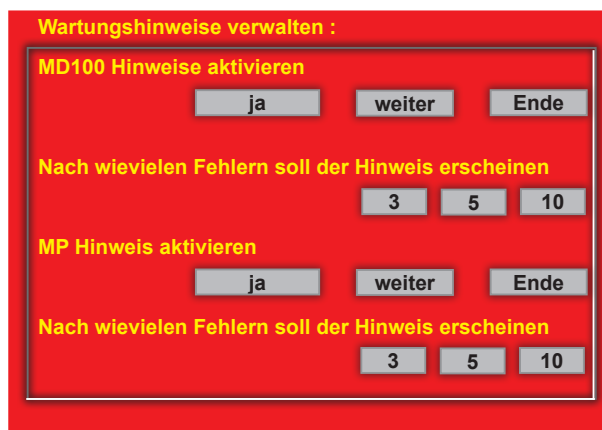 Wartungshinweise verwalten :
MD100 Hinweise aktivieren
ja weiter Ende
Nach wievielen Fehlern soll der Hinweis erscheinen
3 5 10
MP Hinweis aktivieren
ja weiter Ende
Nach wievielen Fehlern soll der Hinweis erscheinen
3 5 10